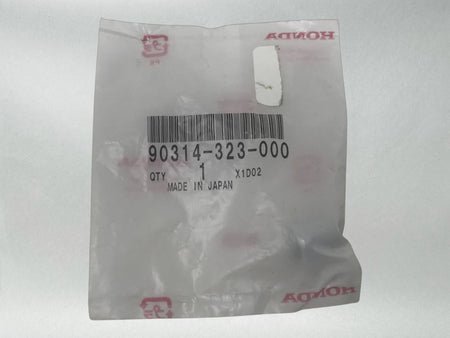 HONDA
90314-323-000
QTY 1 X1D02
MADE IN JAPAN
HONDA